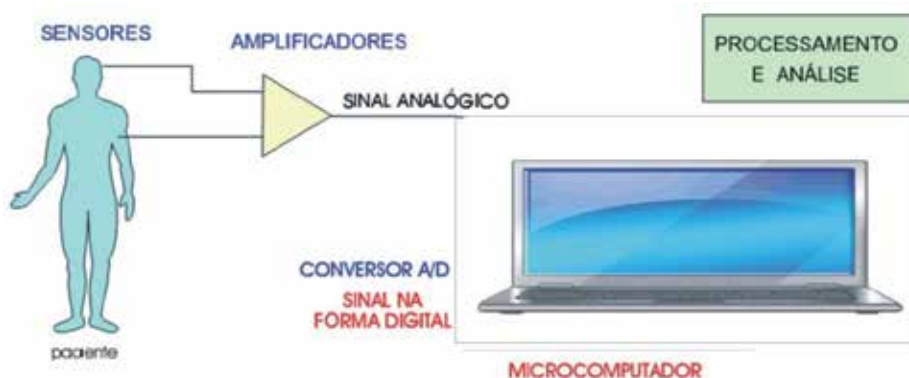 SENSORES
AMPLIFICADORES
PROCESSAMENTO
E ANÁLISE
SINAL ANALÓGICO
CONVERSOR A/D
SINAL NA
FORMA DIGITAL
paciente
MICROCOMPUTADOR